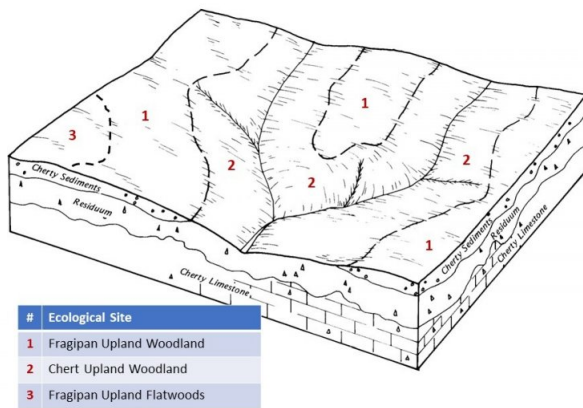 1
1
3
2
2
2
1
Cherty Sediments
Residuum
Cherty Limestone
Cherty Sediments
Residuum
Cherty Limestone
# Ecological Site
1 Fragipan Upland Woodland
2 Chert Upland Woodland
3 Fragipan Upland Flatwoods